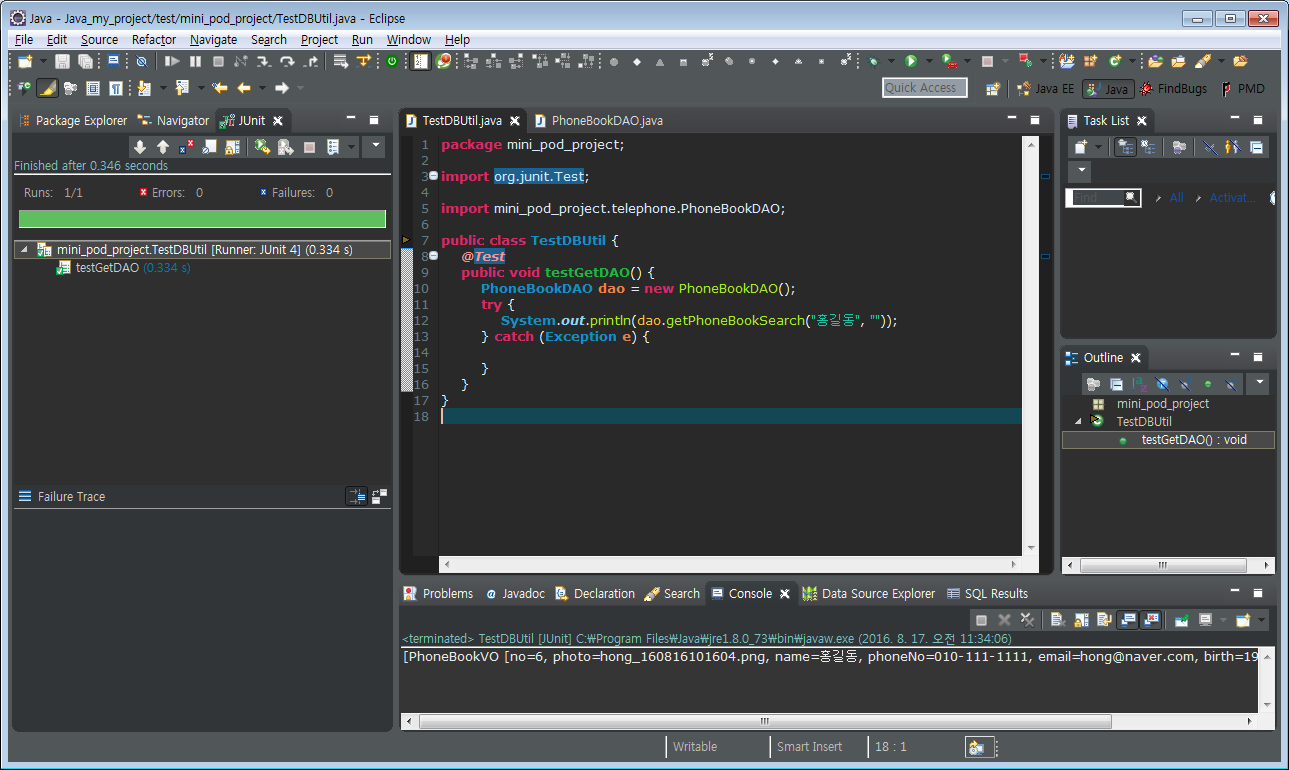 Java - Java_my_project/test/mini_pod_project/TestDBUtil.java - Eclipse
File Edit Source Refactor Navigate Search Project Run Window Help
Quick Access Java EE Java FindBugs PMD
Package Explorer Navigator JUnit
Finished after 0.346 seconds
Runs: 1/1 Errors: 0 Failures: 0
mini_pod_project.TestDBUtil [Runner: JUnit 4] (0.334 s)
testGetDAO (0.334 s)
Failure Trace
TestDBUtil.java PhoneBookDAO.java
1 package mini_pod_project;
2
3 import org.junit.Test;
4
5 import mini_pod_project.telephone.PhoneBookDAO;
6
7 public class TestDBUtil {
8 @Test
9 public void testGetDAO() {
10 PhoneBookDAO dao = new PhoneBookDAO();
11 try {
12 System.out.println(dao.getPhoneBookSearch("홍길동", ""));
13 } catch (Exception e) {
14
15 }
16 }
17 }
18
Task List
Find All Activat...
Outline
mini_pod_project
TestDBUtil
testGetDAO() : void
Problems @ Javadoc Declaration Search Console Data Source Explorer SQL Results
<terminated> TestDBUtil [JUnit] C:₩Program Files₩Java₩jre1.8.0_73₩bin₩javaw.exe (2016. 8. 17. 오전 11:34:06)
[PhoneBookVO [no=6, photo=hong_160816101604.png, name=홍길동, phoneNo=010-111-1111, email=hong@naver.com, birth=19
Writable Smart Insert 18 : 1